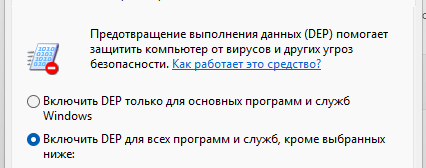 Предотвращение выполнения данных (DEP) помогает
защитить компьютер от вирусов и других угроз
безопасности. Как работает это средство?
Включить DEP только для основных программ и служб
Windows
Включить DEP для всех программ и служб, кроме выбранных
ниже: